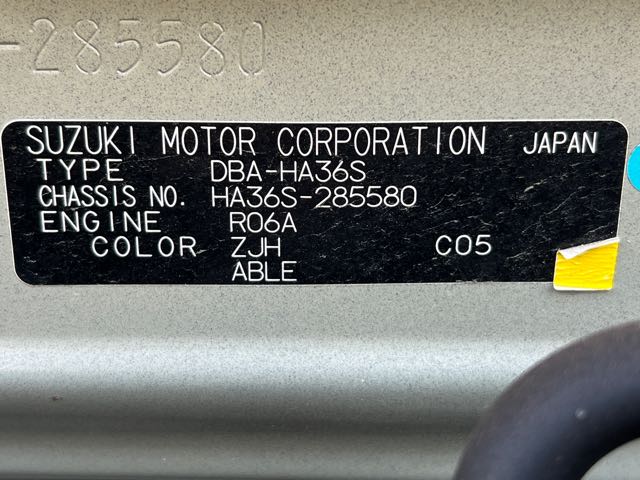 -285580
SUZUKI MOTOR CORPORATION JAPAN
TYPE DBA-HA36S
CHASSIS NO. HA36S-285580
ENGINE R06A
COLOR ZJH C05
ABLE